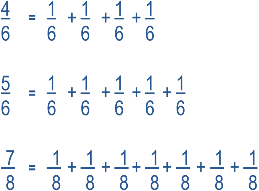 4/6 = 1/6 + 1/6 + 1/6 + 1/6
5/6 = 1/6 + 1/6 + 1/6 + 1/6 + 1/6
7/8 = 1/8 + 1/8 + 1/8 + 1/8 + 1/8 + 1/8 + 1/8